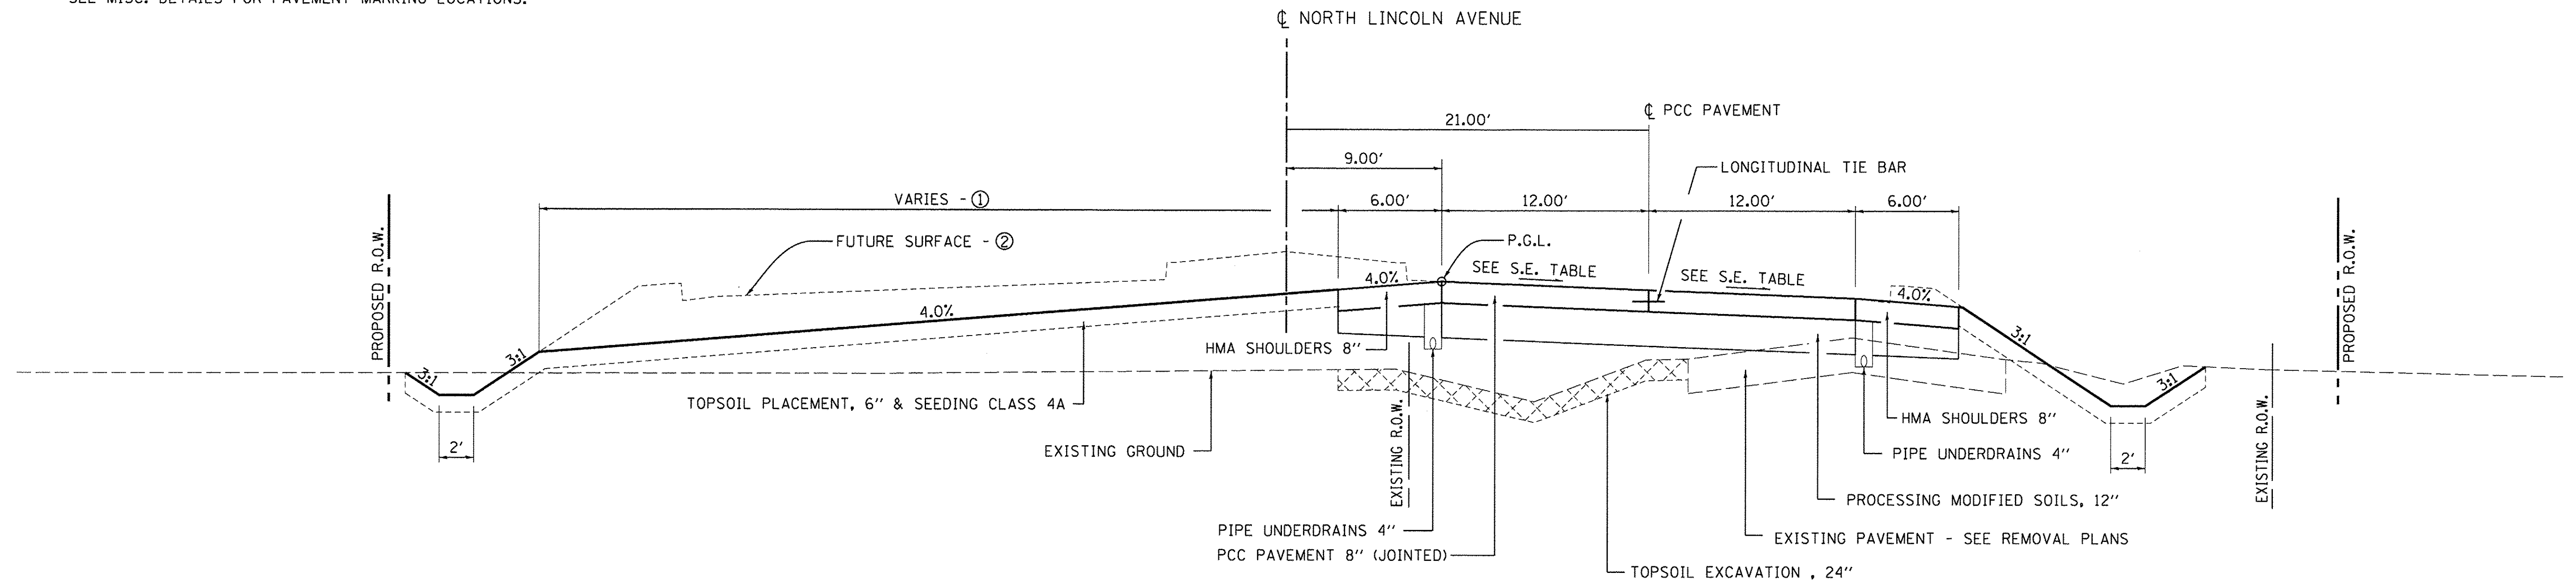 SEE MISC. DETAILS FOR PAVEMENT MARKING LOCATIONS.
℄ NORTH LINCOLN AVENUE
℄ PCC PAVEMENT
21.00'
9.00'
LONGITUDINAL TIE BAR
VARIES - ①
6.00'
12.00'
12.00'
6.00'
PROPOSED R.O.W.
FUTURE SURFACE - ②
P.G.L.
PROPOSED R.O.W.
4.0%
SEE S.E. TABLE
SEE S.E. TABLE
4.0%
4.0%
3:1
3:1
3:1
3:1
HMA SHOULDERS 8"
TOPSOIL PLACEMENT, 6" & SEEDING CLASS 4A
HMA SHOULDERS 8"
2'
EXISTING GROUND
EXISTING R.O.W.
PIPE UNDERDRAINS 4"
2'
EXISTING R.O.W.
PROCESSING MODIFIED SOILS, 12"
PIPE UNDERDRAINS 4"
EXISTING PAVEMENT - SEE REMOVAL PLANS
PCC PAVEMENT 8" (JOINTED)
TOPSOIL EXCAVATION , 24"